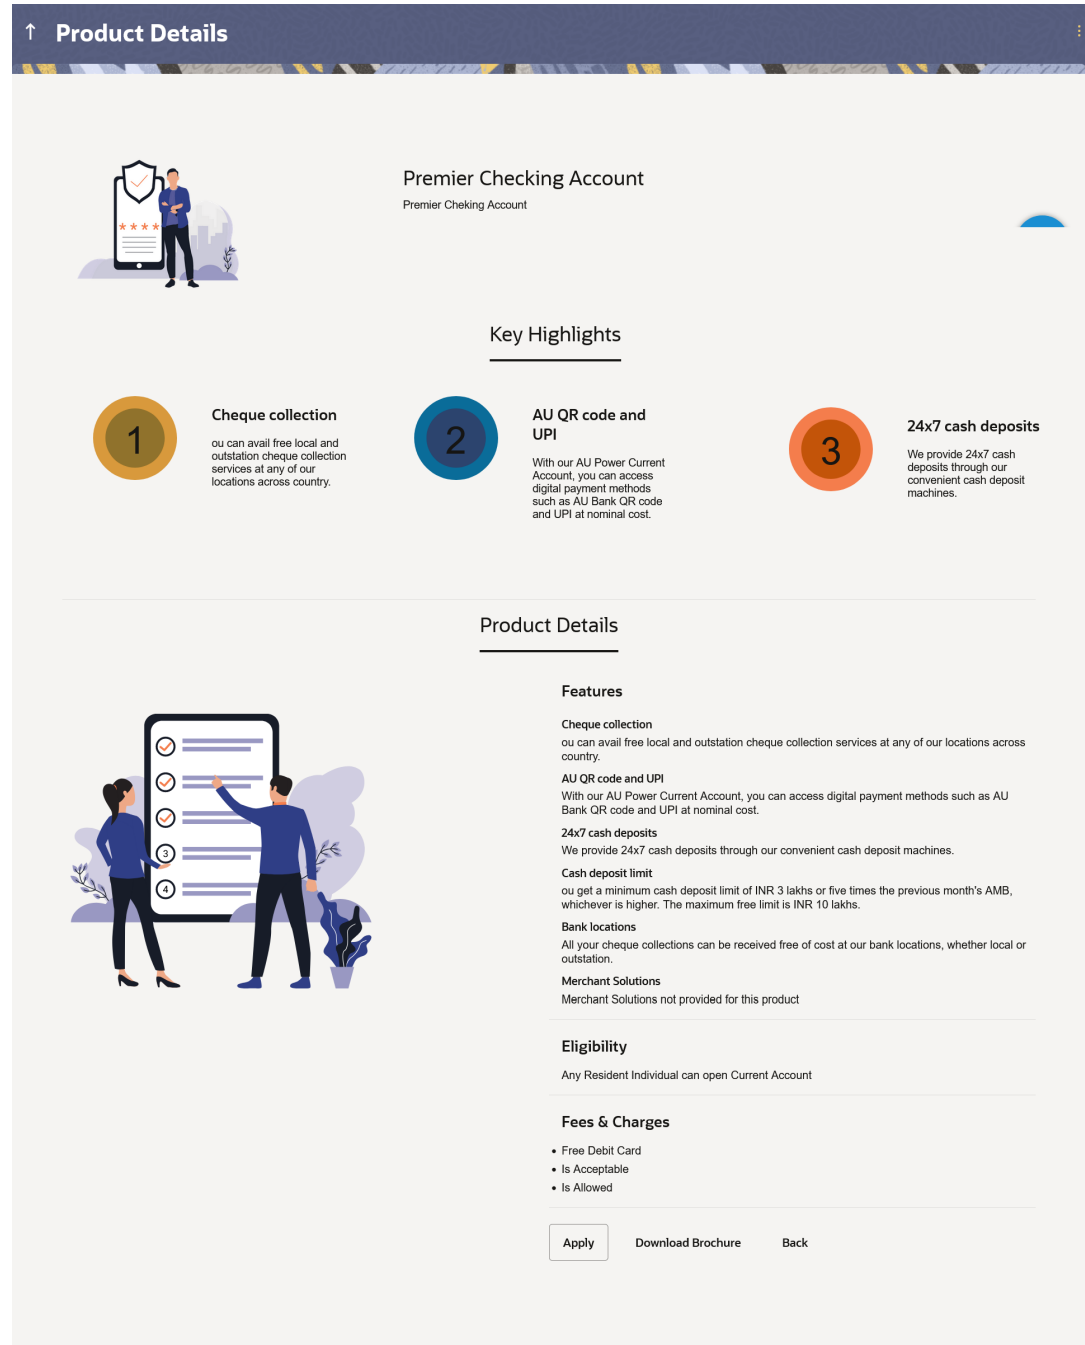 Product Details
Premier Checking Account
Premier Cheking Account
****
Key Highlights
1
Cheque collection
ou can avail free local and
outstation cheque collection
services at any of our
locations across country.
2
AU QR code and
UPI
With our AU Power Current
Account, you can access
digital payment methods
such as AU Bank QR code
and UPI at nominal cost.
3
24x7 cash deposits
We provide 24x7 cash
deposits through our
convenient cash deposit
machines.
Product Details
3
4
Features
Cheque collection
ou can avail free local and outstation cheque collection services at any of our locations across
country.
AU QR code and UPI
With our AU Power Current Account, you can access digital payment methods such as AU
Bank QR code and UPI at nominal cost.
24x7 cash deposits
We provide 24x7 cash deposits through our convenient cash deposit machines.
Cash deposit limit
ou get a minimum cash deposit limit of INR 3 lakhs or five times the previous month's AMB,
whichever is higher. The maximum free limit is INR 10 lakhs.
Bank locations
All your cheque collections can be received free of cost at our bank locations, whether local or
outstation.
Merchant Solutions
Merchant Solutions not provided for this product
Eligibility
Any Resident Individual can open Current Account
Fees & Charges
• Free Debit Card
• Is Acceptable
• Is Allowed
Apply Download Brochure Back